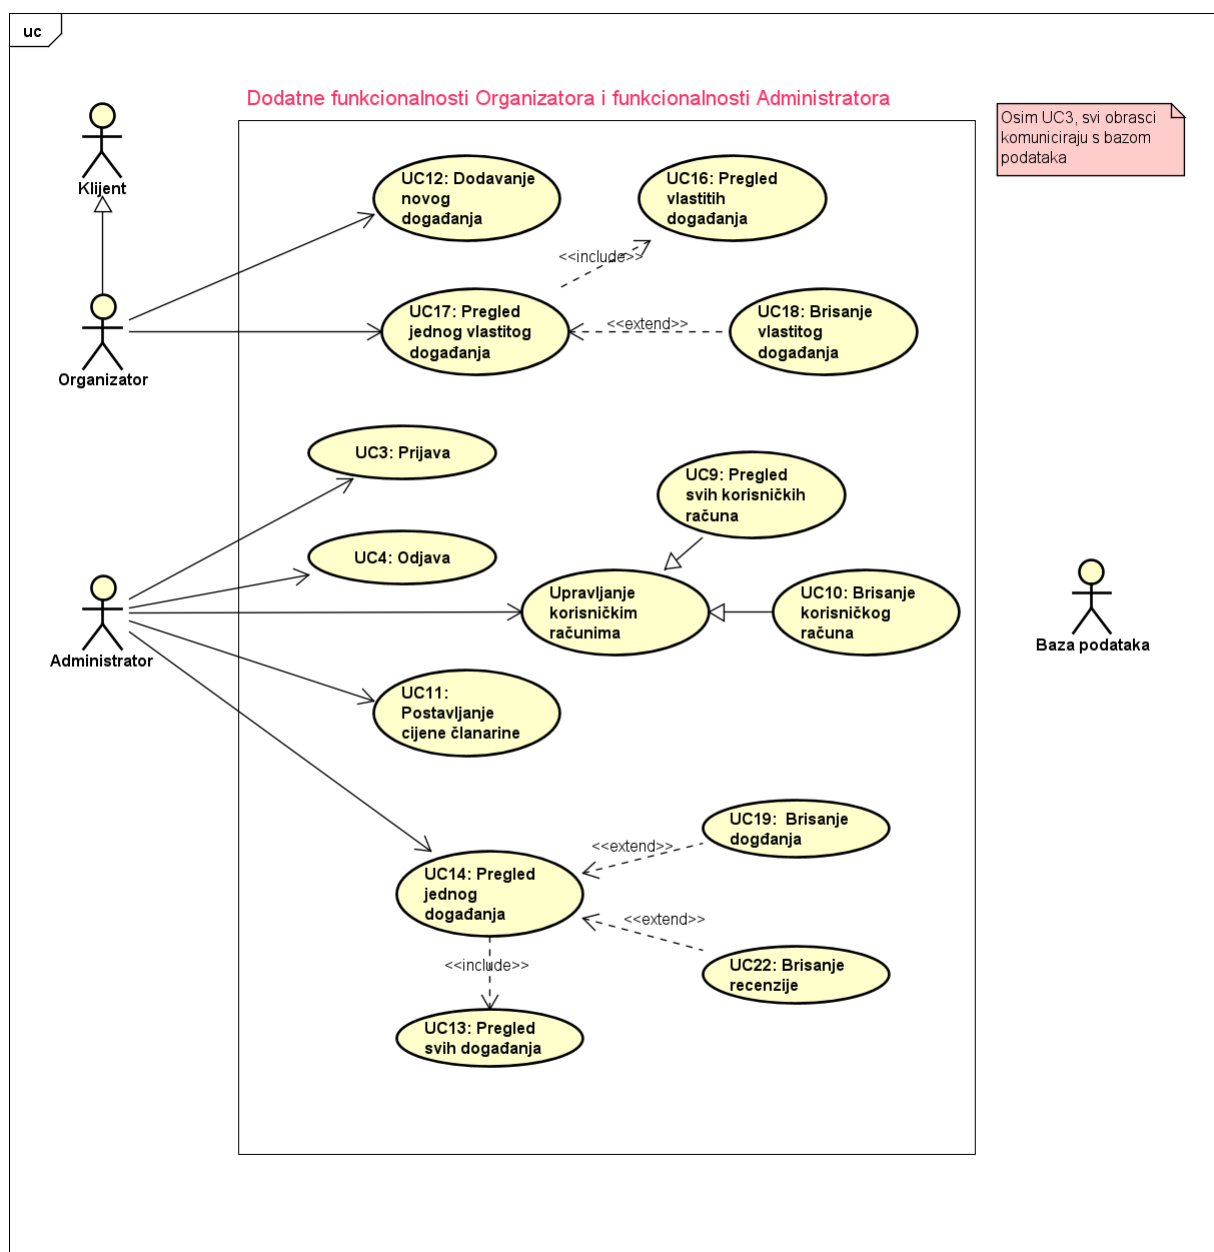 uc
Dodatne funkcionalnosti Organizatora i funkcionalnosti Administratora
Osim UC3, svi obrasci
komuniciraju s bazom
podataka
Klijent
UC12: Dodavanje
novog
događanja
UC16: Pregled
vlastitih
događanja
<<include>>
Organizator
UC17: Pregled
jednog vlastitog
događanja
<<extend>>
UC18: Brisanje
vlastitog
događanja
UC3: Prijava
UC9: Pregled
svih korisničkih
računa
UC4: Odjava
Administrator
Upravljanje
korisničkim
računima
UC10: Brisanje
korisničkog
računa
Baza podataka
UC11:
Postavljanje
cijene članarine
UC19:  Brisanje
dogđanja
<<extend>>
UC14: Pregled
jednog
događanja
<<extend>>
UC22: Brisanje
recenzije
<<include>>
UC13: Pregled
svih događanja